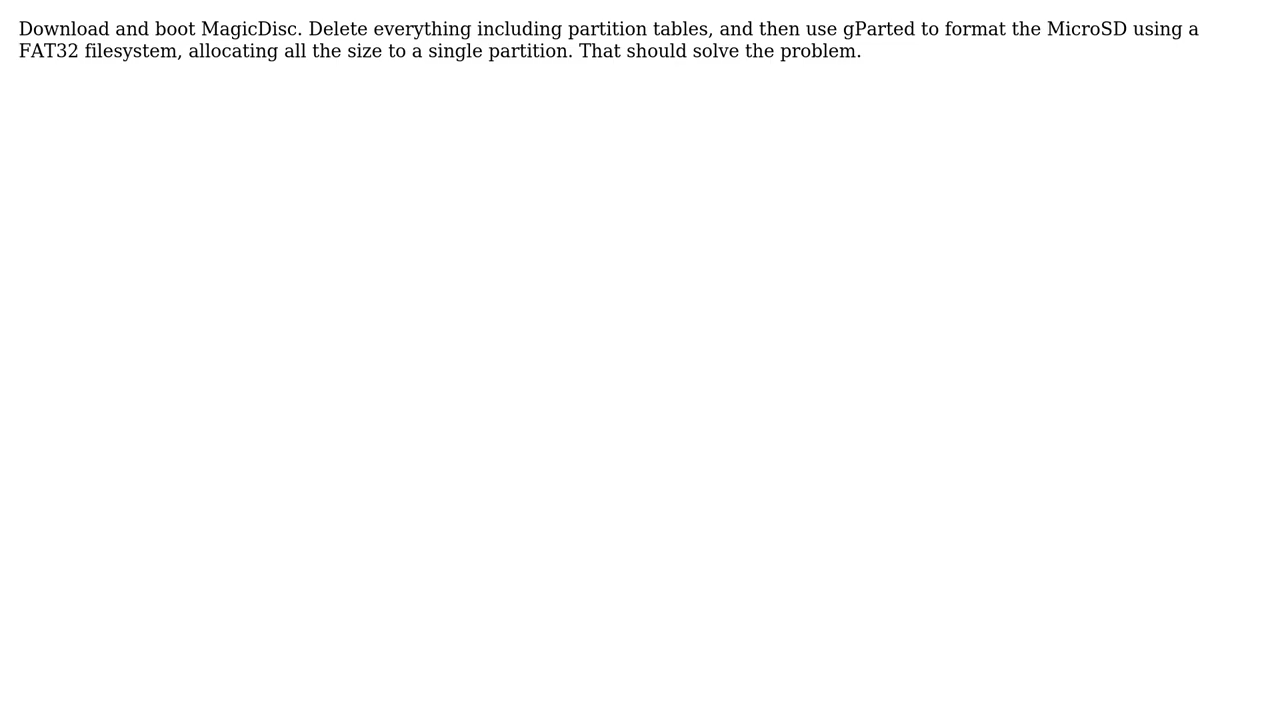 Download and boot MagicDisc. Delete everything including partition tables, and then use gParted to format the MicroSD using a
FAT32 filesystem, allocating all the size to a single partition. That should solve the problem.